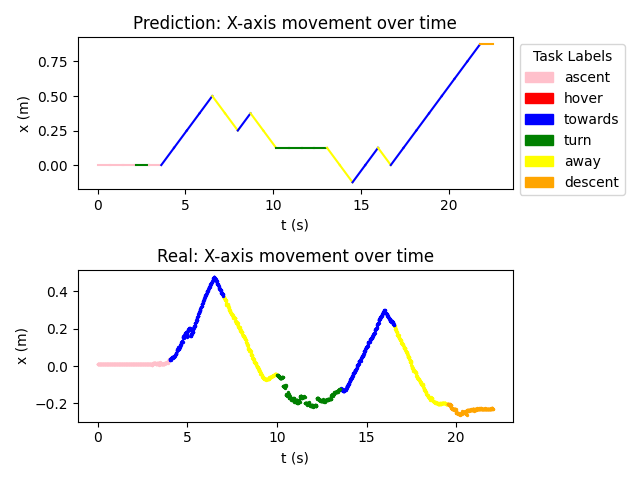 Prediction: X-axis movement over time
x (m)
0.75
0.50
0.25
0.00
0 5 10 15 20
t (s)
Task Labels
ascent
hover
towards
turn
away
descent
Real: X-axis movement over time
x (m)
0.4
0.2
0.0
−0.2
0 5 10 15 20
t (s)